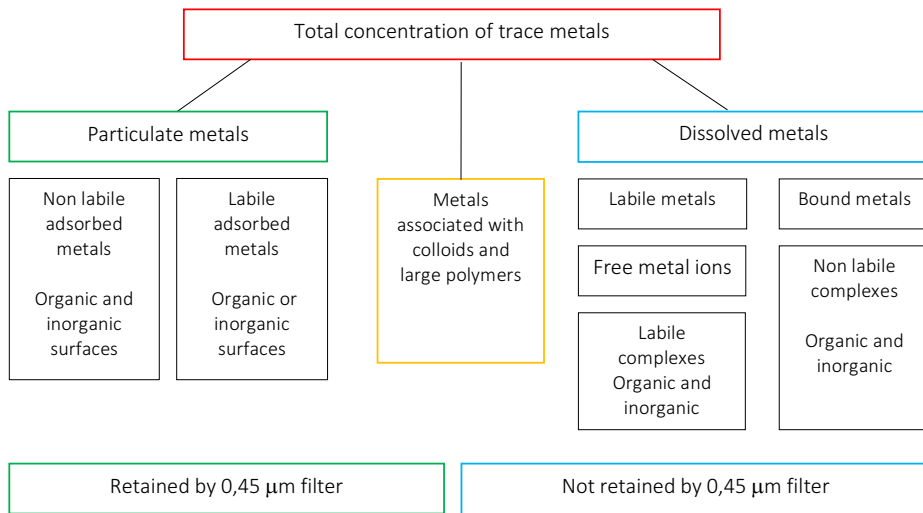 Total concentration of trace metals
Particulate metals
Dissolved metals
Non labile
adsorbed
metals
Organic and
inorganic
surfaces
Labile
adsorbed
metals
Organic or
inorganic
surfaces
Metals
associated with
colloids and
large polymers
Labile metals
Free metal ions
Labile
complexes
Organic and
inorganic
Bound metals
Non labile
complexes
Organic and
inorganic
Retained by 0,45 μm filter
Not retained by 0,45 μm filter